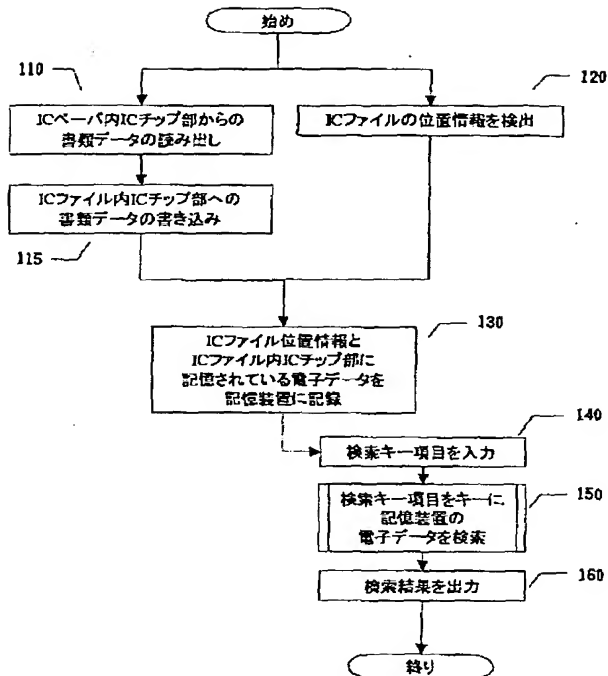 始め
110
ICペーパ内ICチップ部からの
書類データの読み出し
120
ICファイルの位置情報を検出
ICファイル内ICチップ部への
書類データの書き込み
115
130
ICファイル位置情報と
ICファイル内ICチップ部に
記憶されている電子データを
記憶装置に記録
140
検索キー項目を入力
検索キー項目をキーに、
記憶装置の
電子データを検索
150
検索結果を出力
160
終り